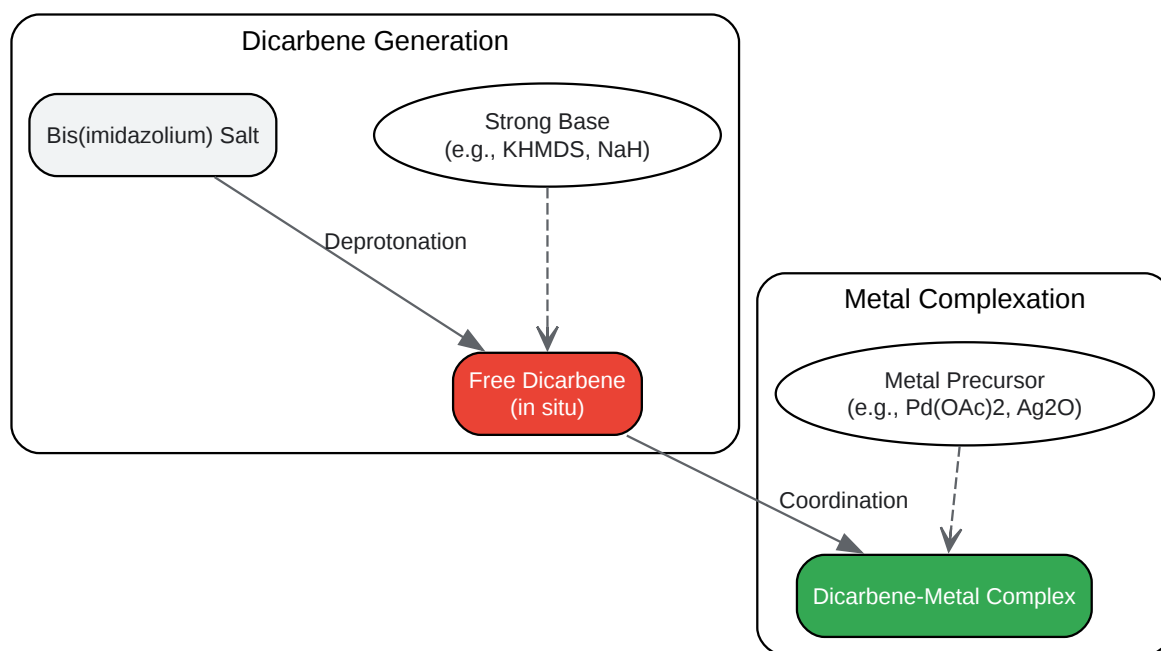 Dicarbene Generation
Bis(imidazolium) Salt
Strong Base
(e.g., KHMDS, NaH)
Deprotonation
Free Dicarbene
(in situ)
Metal Complexation
Metal Precursor
(e.g., Pd(OAc)2, Ag2O)
Coordination
Dicarbene-Metal Complex